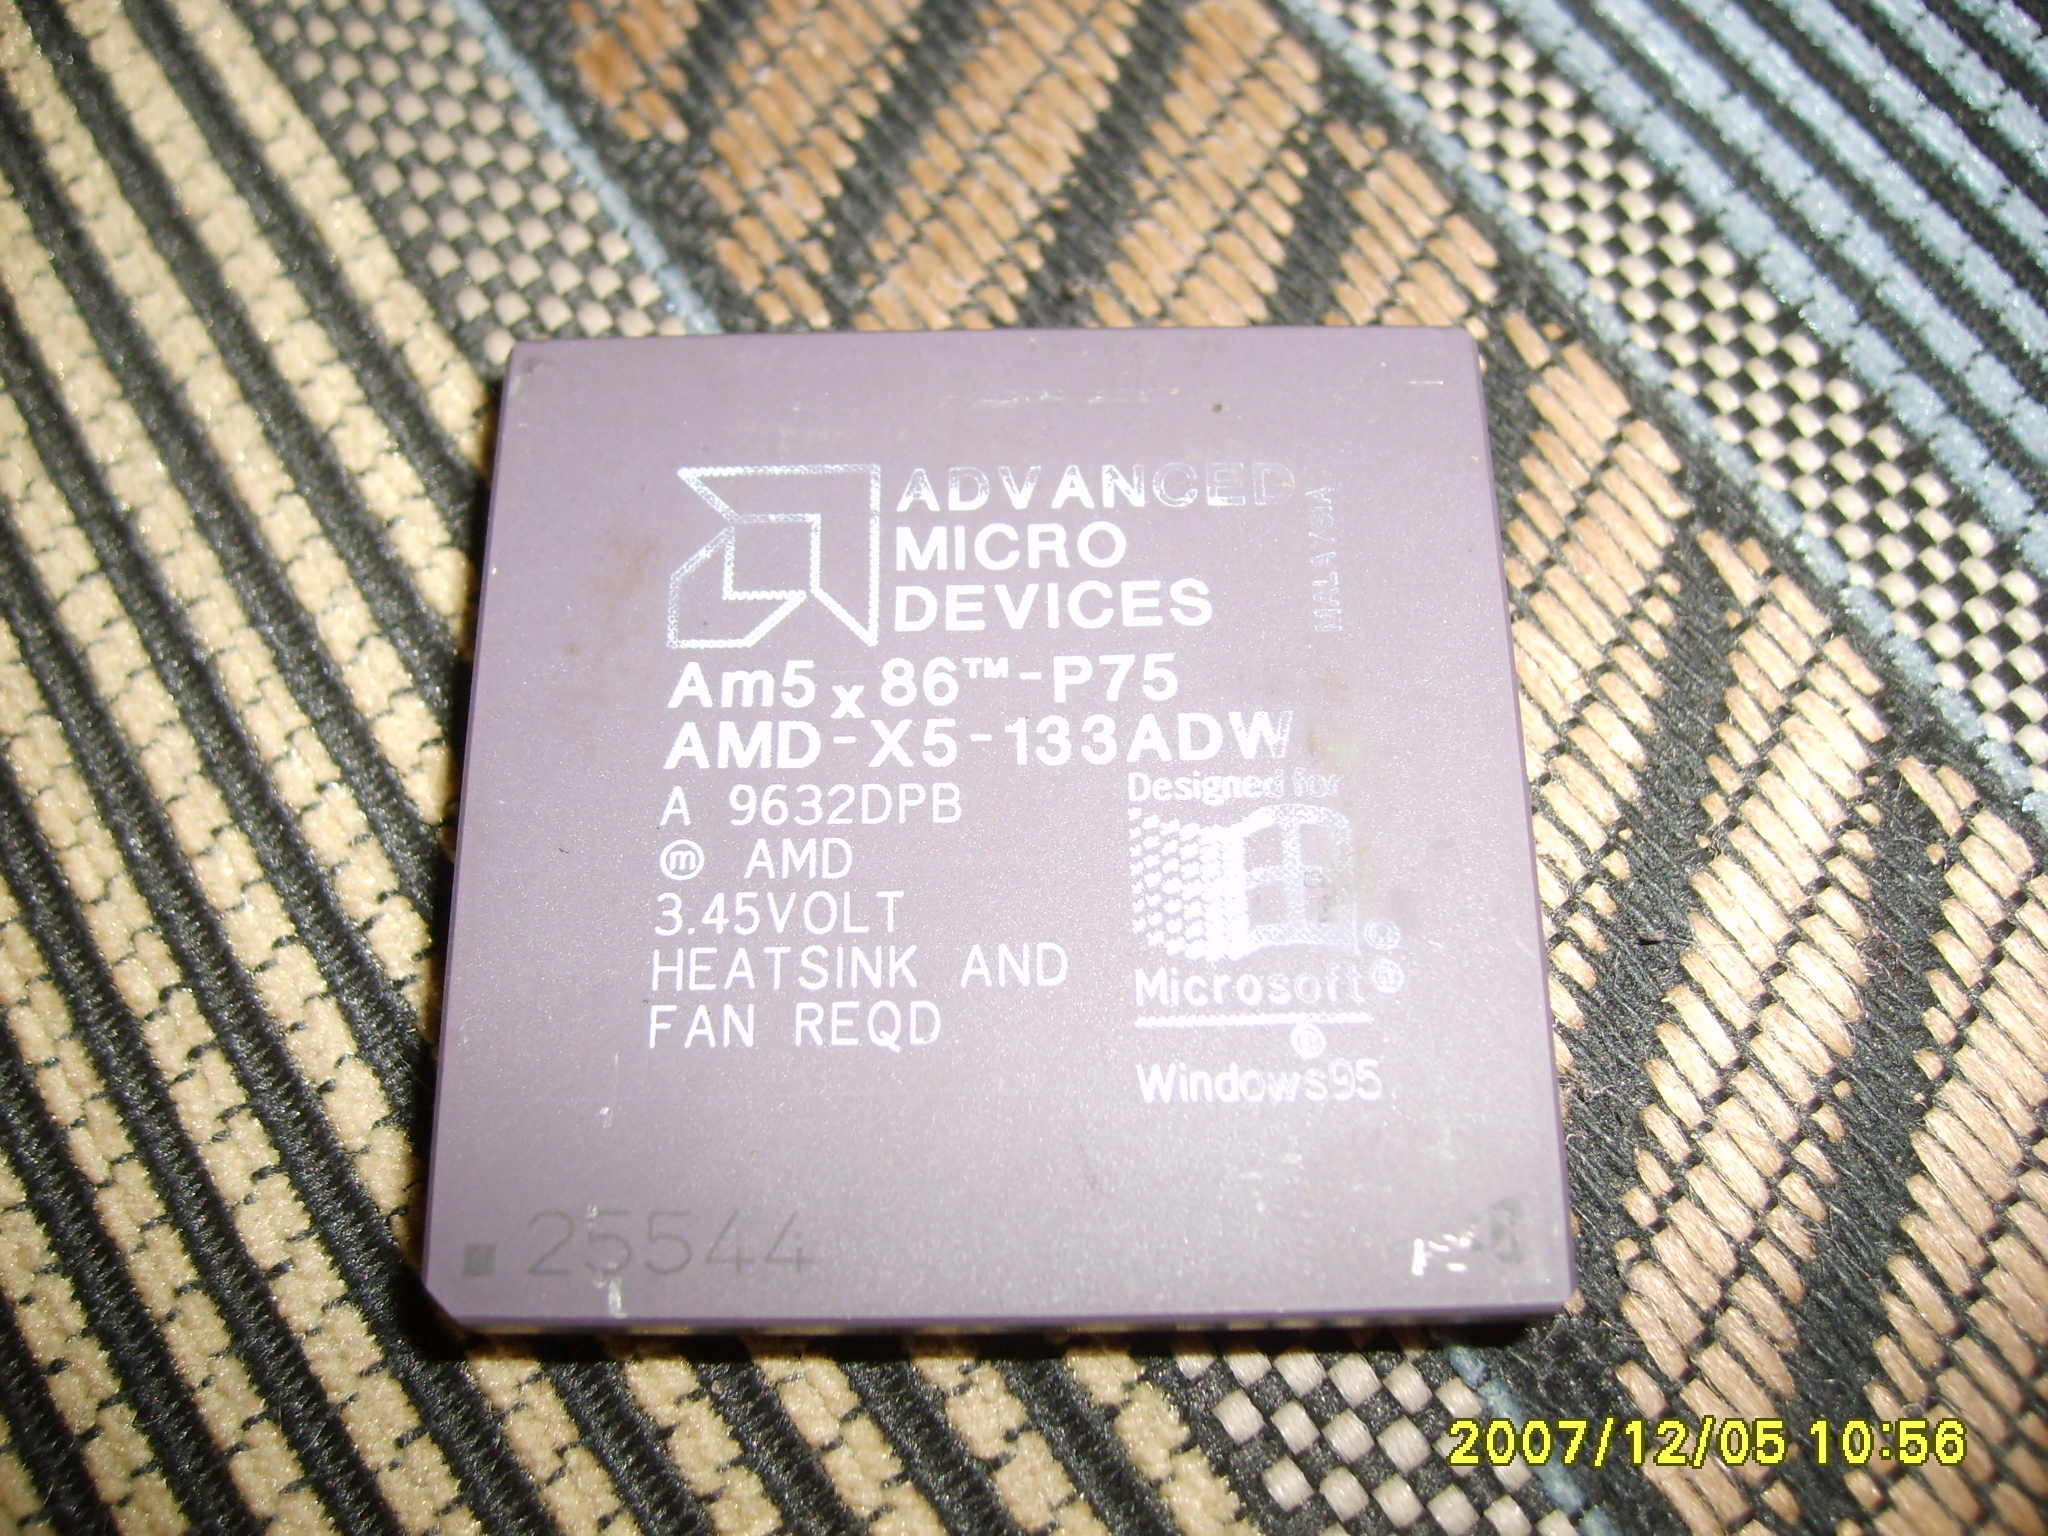 ADVANCED
MICRO
DEVICES
MALAYSIA
Am5x86™-P75
AMD-X5-133ADW
A 9632DPB
ⓜ AMD
3.45VOLT
HEATSINK AND
FAN REQD
Designed for
®
Microsoft®
®
Windows95
25544
2007/12/05 10:56